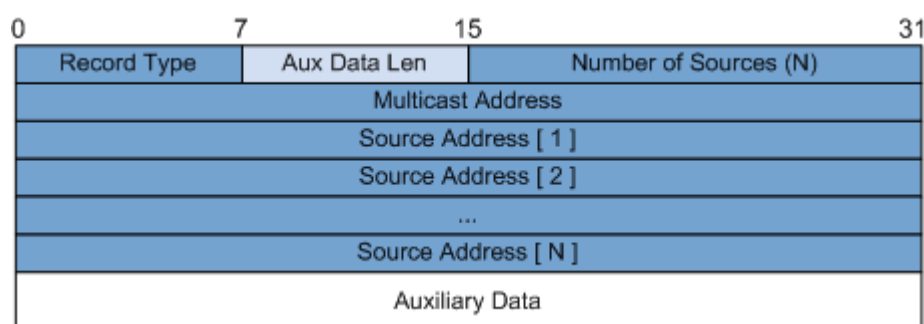 0 7 15 31
Record Type Aux Data Len Number of Sources (N)
Multicast Address
Source Address [ 1 ]
Source Address [ 2 ]
...
Source Address [ N ]
Auxiliary Data